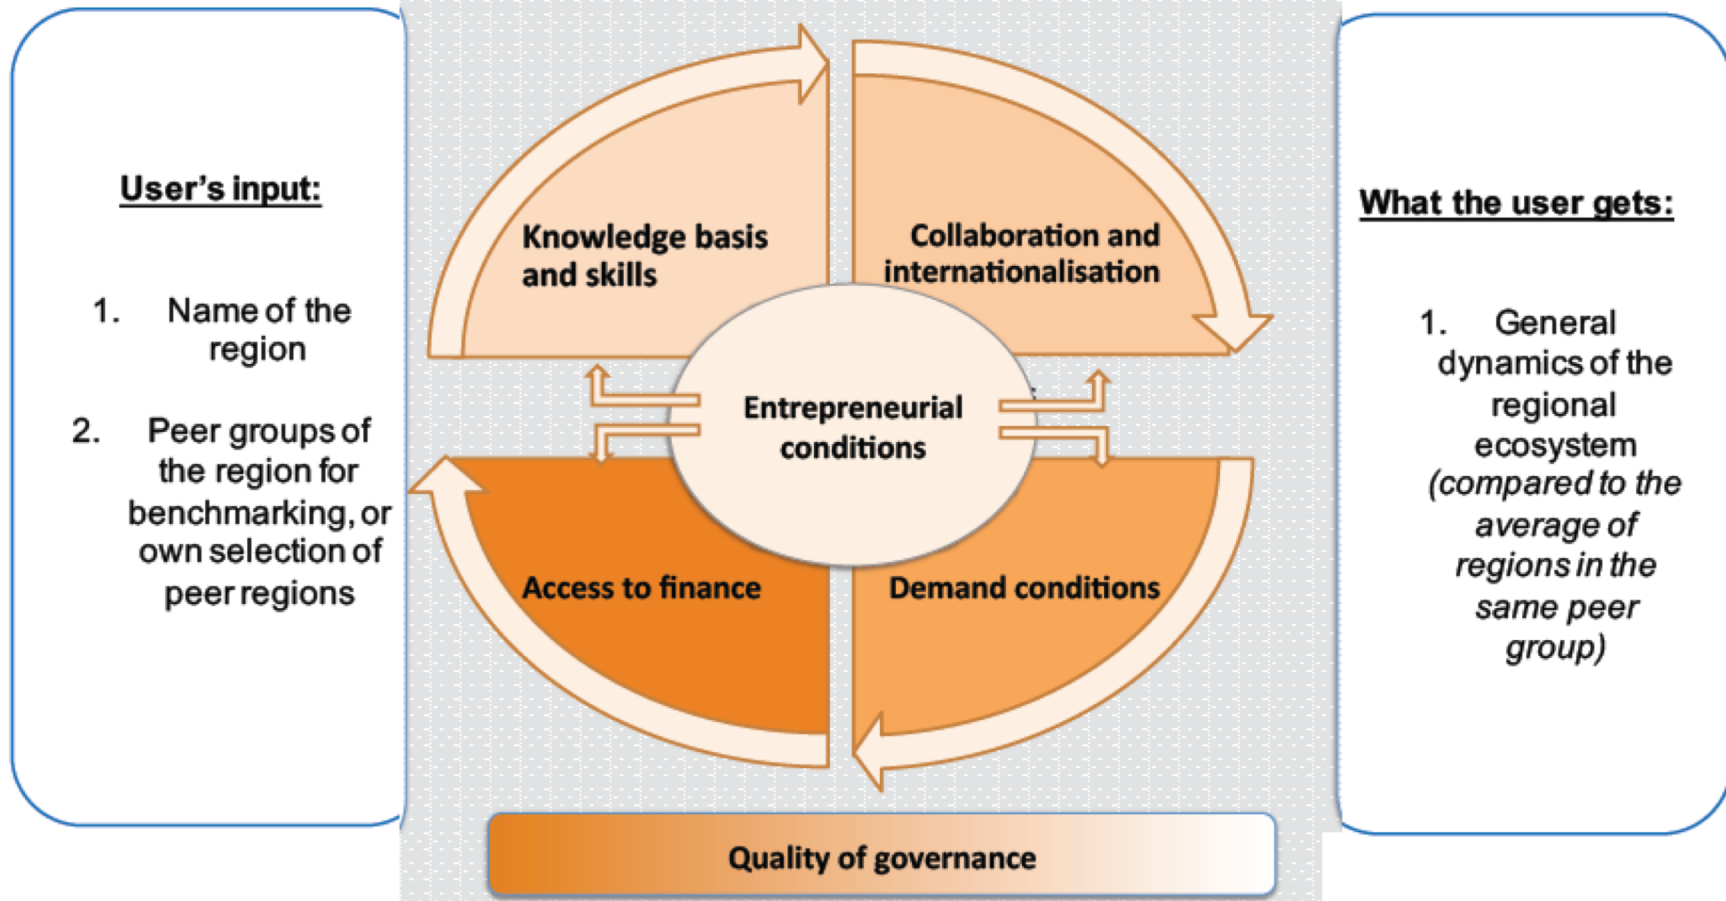 User's input:
1. Name of the
region
2. Peer groups of
the region for
benchmarking, or
own selection of
peer regions
Knowledge basis
and skills
Collaboration and
internationalisation
Entrepreneurial
conditions
Access to finance
Demand conditions
Quality of governance
What the user gets:
1. General
dynamics of the
regional
ecosystem
(compared to the
average of
regions in the
same peer
group)